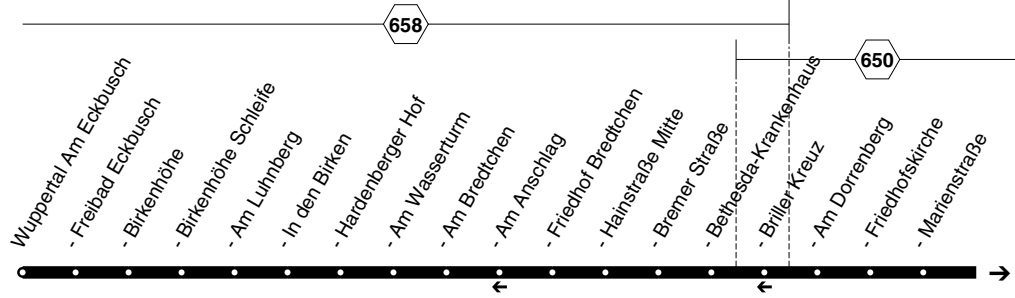 658
650
Wuppertal Am Eckbusch
- Freibad Eckbusch
- Birkenhöhe
- Birkenhöhe Schleife
- Am Luhnberg
- In den Birken
- Hardenberger Hof
- Am Wasserturm
- Am Bredtchen
- Am Anschlag
- Friedhof Bredtchen
- Hainstraße Mitte
- Bremer Straße
- Bethesda-Krankenhaus
- Briller Kreuz
- Am Dorrenberg
- Friedhofskirche
- Marienstraße